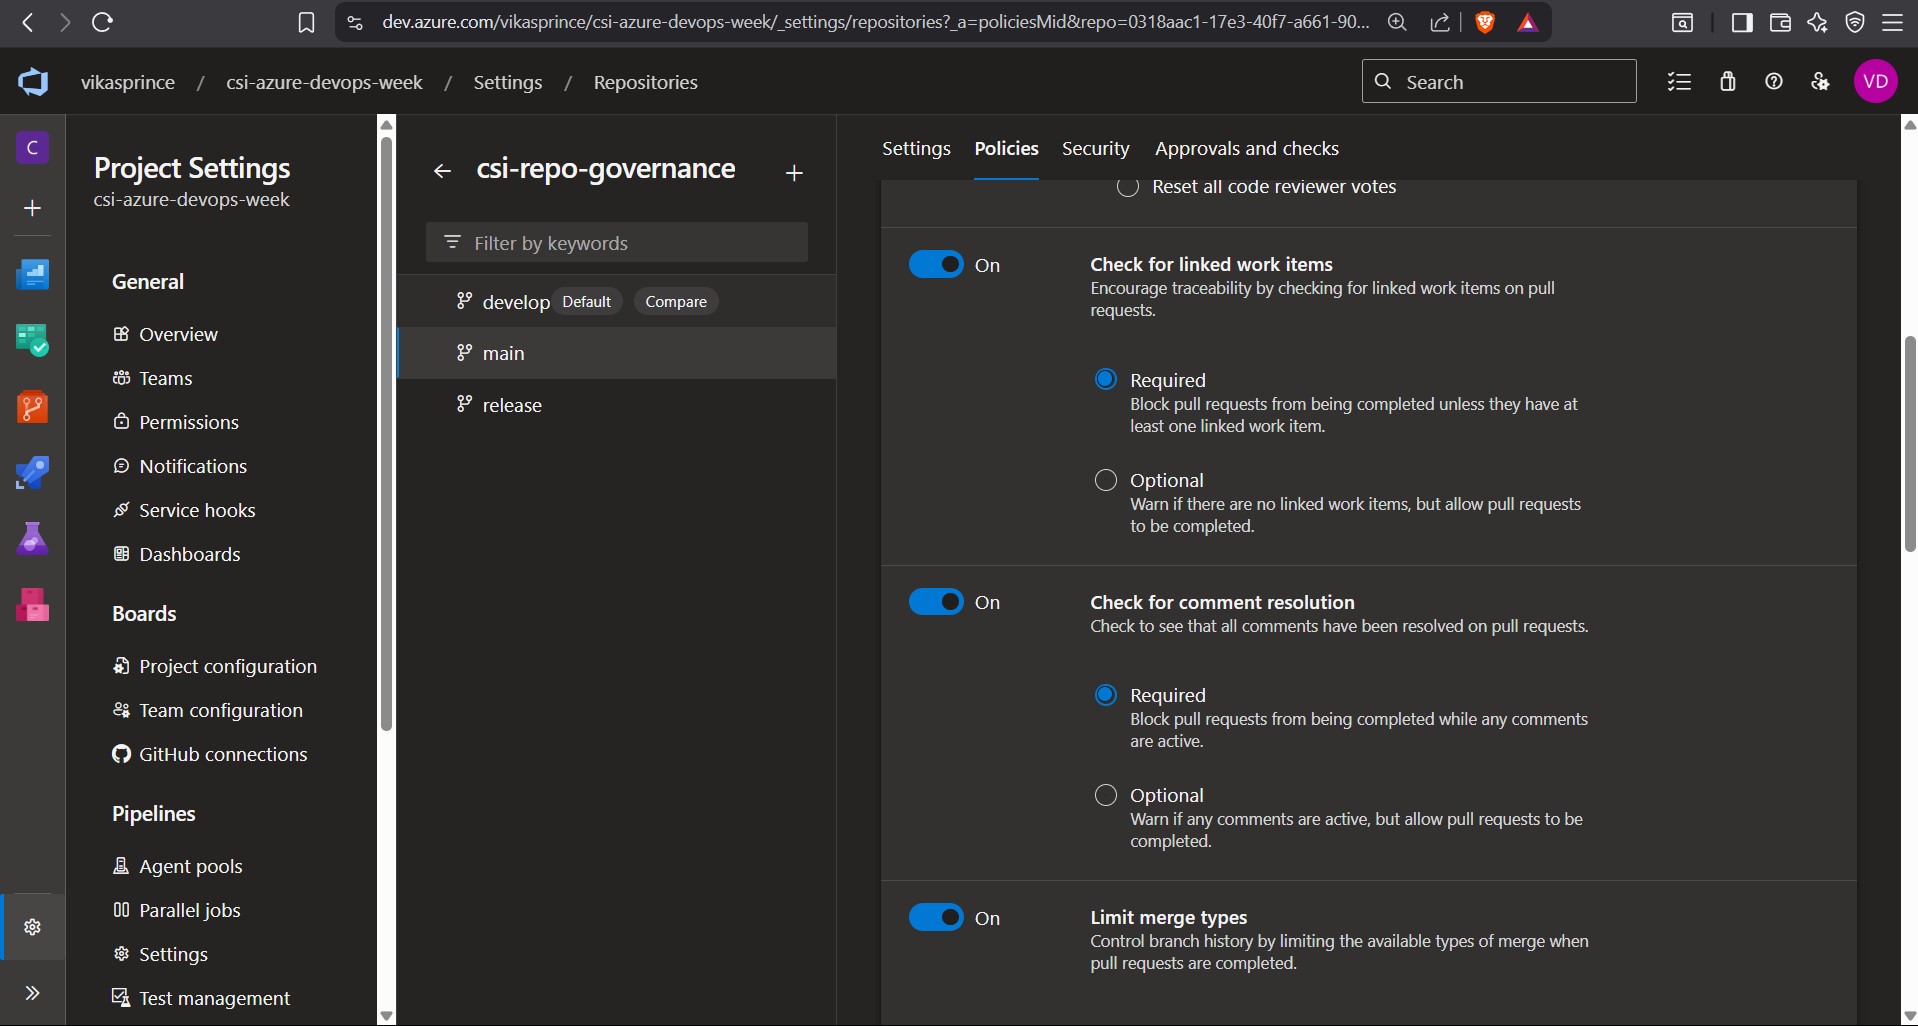 dev.azure.com/vikasprince/csi-azure-devops-week/_settings/repositories?_a=policiesMid&repo=0318aac1-17e3-40f7-a661-90...
vikasprince / csi-azure-devops-week / Settings / Repositories
Search
VD
C
Project Settings
csi-azure-devops-week
General
Overview
Teams
Permissions
Notifications
Service hooks
Dashboards
Boards
Project configuration
Team configuration
GitHub connections
Pipelines
Agent pools
Parallel jobs
Settings
Test management
csi-repo-governance
Filter by keywords
develop Default Compare
main
release
Settings Policies Security Approvals and checks
Reset all code reviewer votes
On
Check for linked work items
Encourage traceability by checking for linked work items on pull
requests.
Required
Block pull requests from being completed unless they have at
least one linked work item.
Optional
Warn if there are no linked work items, but allow pull requests
to be completed.
On
Check for comment resolution
Check to see that all comments have been resolved on pull requests.
Required
Block pull requests from being completed while any comments
are active.
Optional
Warn if any comments are active, but allow pull requests to be
completed.
On
Limit merge types
Control branch history by limiting the available types of merge when
pull requests are completed.